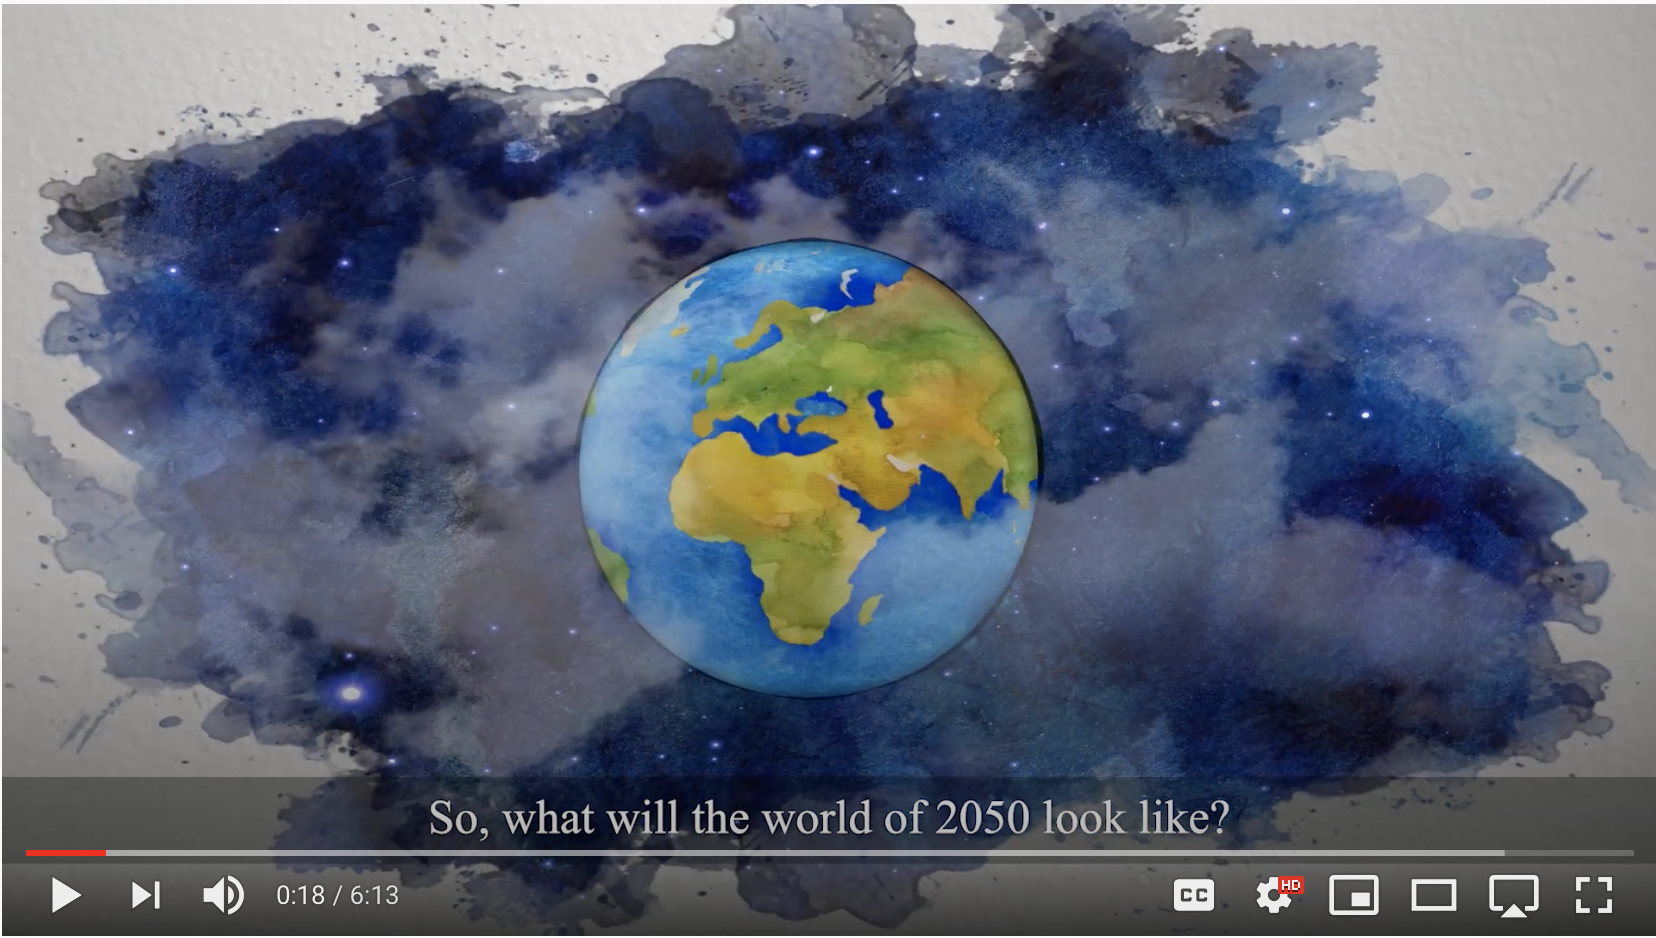 So, what will the world of 2050 look like?
0:18 / 6:13
CC
HD